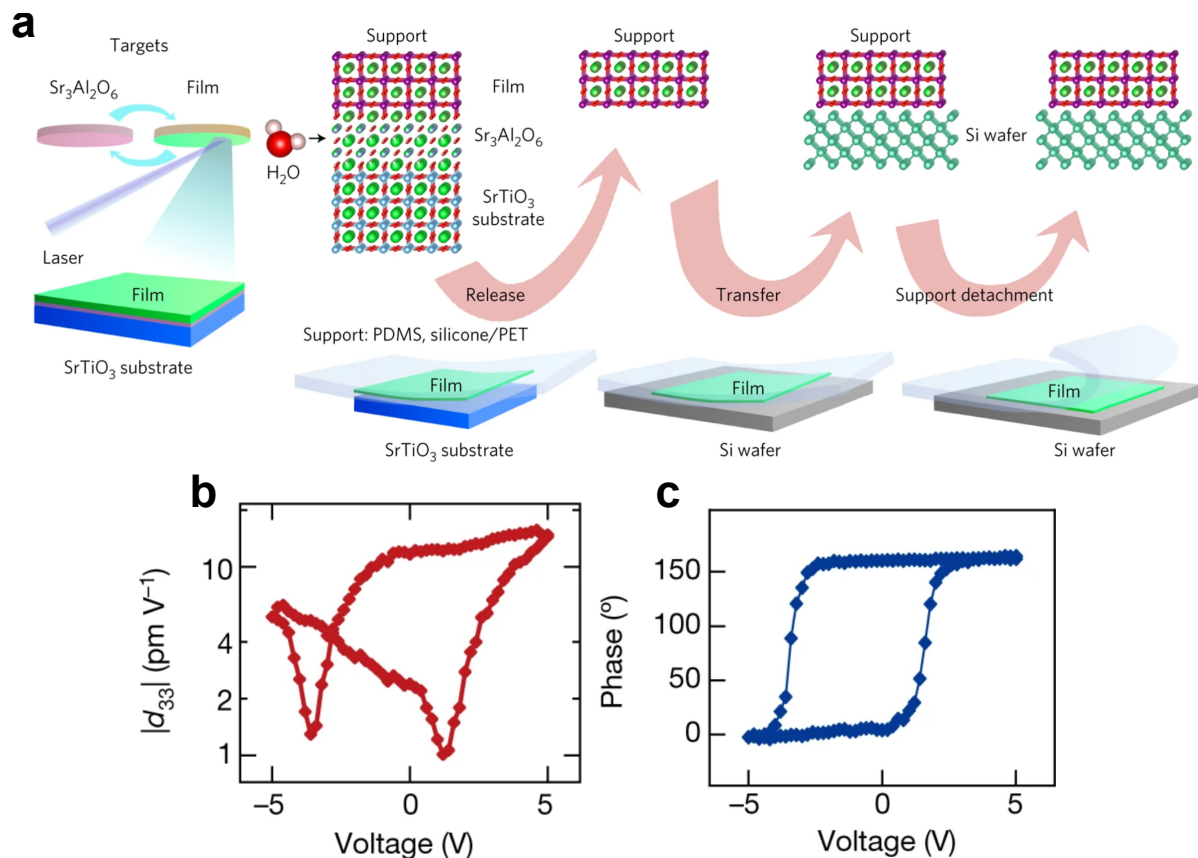 a
Targets
Sr₃Al₂O₆
Film
H₂O
Laser
Film
SrTiO₃ substrate
Support
Film
Sr₃Al₂O₆
SrTiO₃
substrate
Support
Support
Si wafer
Support
Release
Transfer
Support detachment
Support: PDMS, silicone/PET
Film
SrTiO₃ substrate
Film
Si wafer
Film
Si wafer
b
|d₃₃| (pm V⁻¹)
10
4
2
1
−5
0
5
Voltage (V)
c
Phase (º)
150
100
50
0
−5
0
5
Voltage (V)